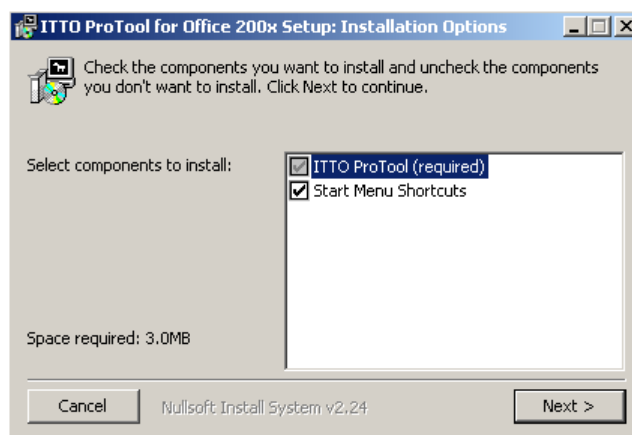 ITTO ProTool for Office 200x Setup: Installation Options
Check the components you want to install and uncheck the components
you don't want to install. Click Next to continue.
Select components to install:
ITTO ProTool (required)
Start Menu Shortcuts
Space required: 3.0MB
Cancel
Nullsoft Install System v2.24
Next >